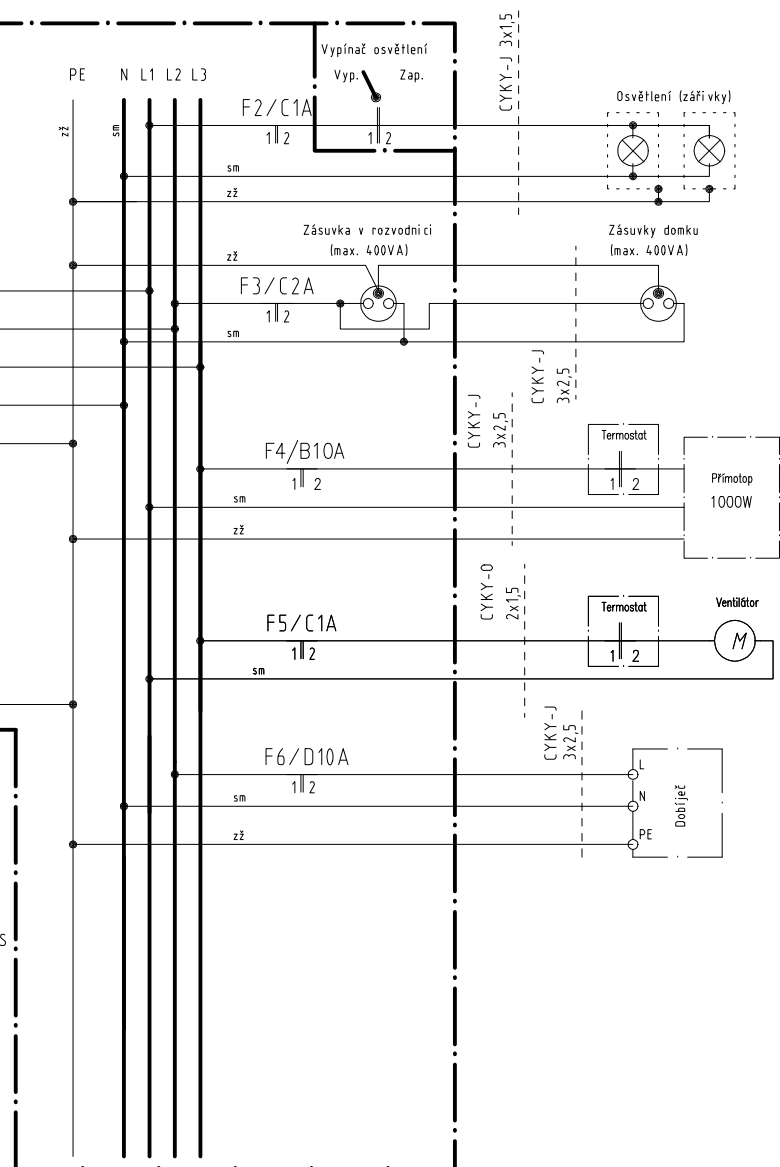 CYKY-J 3x1,5
Vypínač osvětlení
Vyp. Zap.
PE N L1 L2 L3
Osvětlení (zářivky)
F2/C1A
zž sm
1 2
1 2
sm
zž
Zásuvka v rozvodnici
(max. 400VA)
Zásuvky domku
(max. 400VA)
zž
F3/C2A
1 2
sm
CYKY-J
3x2,5
CYKY-J
3x2,5
F4/B10A
1 2
Termostat
1 2
Přímotop
1000W
sm
zž
CYKY-O
2x1,5
F5/C1A
1 2
Termostat
1 2
Ventilátor
M
sm
CYKY-J
3x2,5
F6/D10A
1 2
L
sm
N
Dobíječ
zž
PE
S